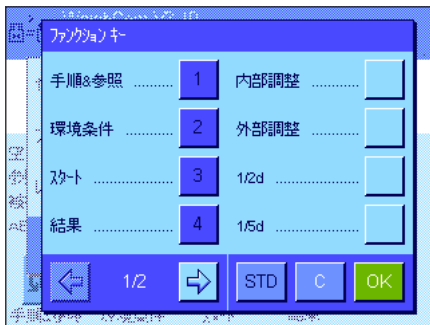 ファンクション キー
手順&参照 ........... 1
内部調整 ...........
環境条件 ........... 2
外部調整 ...........
スタート ........... 3
1/2d ...........
結果 ........... 4
1/5d ...........
1/2
STD
C
OK